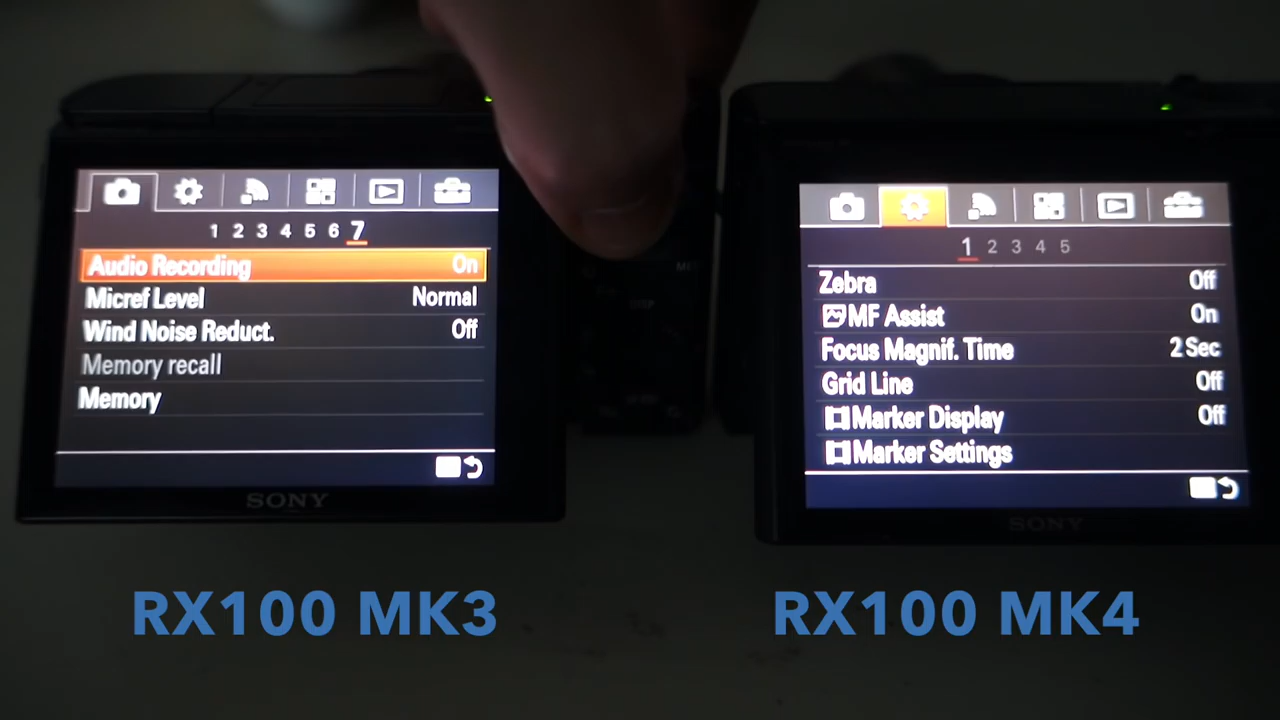 1 2 3 4 5 6 7
Audio Recording On
Micref Level Normal
Wind Noise Reduct. Off
Memory recall
Memory
SONY
RX100 MK3
1 2 3 4 5
Zebra Off
MF Assist On
Focus Magnif. Time 2 Sec
Grid Line Off
Marker Display Off
Marker Settings
SONY
RX100 MK4